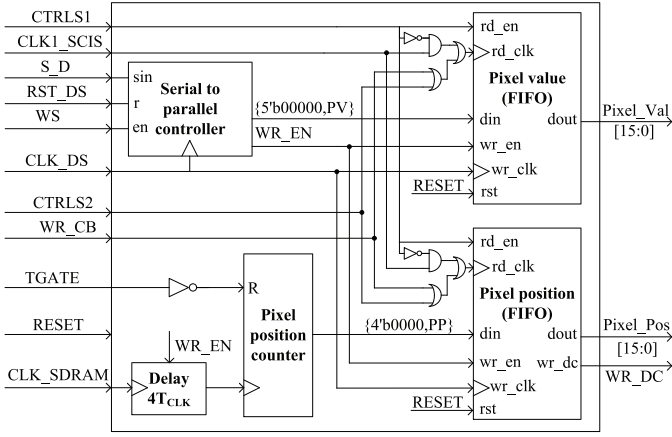 CTRLS1
CLK1_SCIS
S_D
RST_DS
WS
CLK_DS
CTRLS2
WR_CB
TGATE
RESET
CLK_SDRAM
sin
r
en
Serial to
parallel
controller
{5'b00000,PV}
WR_EN
rd_en
rd_clk
Pixel value
(FIFO)
din
dout
wr_en
wr_clk
RESET
rst
Pixel_Val
[15:0]
R
Pixel
position
counter
WR_EN
Delay
4TCLK
{4'b0000,PP}
rd_en
rd_clk
Pixel position
(FIFO)
din
dout
wr_en
wr_dc
wr_clk
RESET
rst
Pixel_Pos
[15:0]
WR_DC